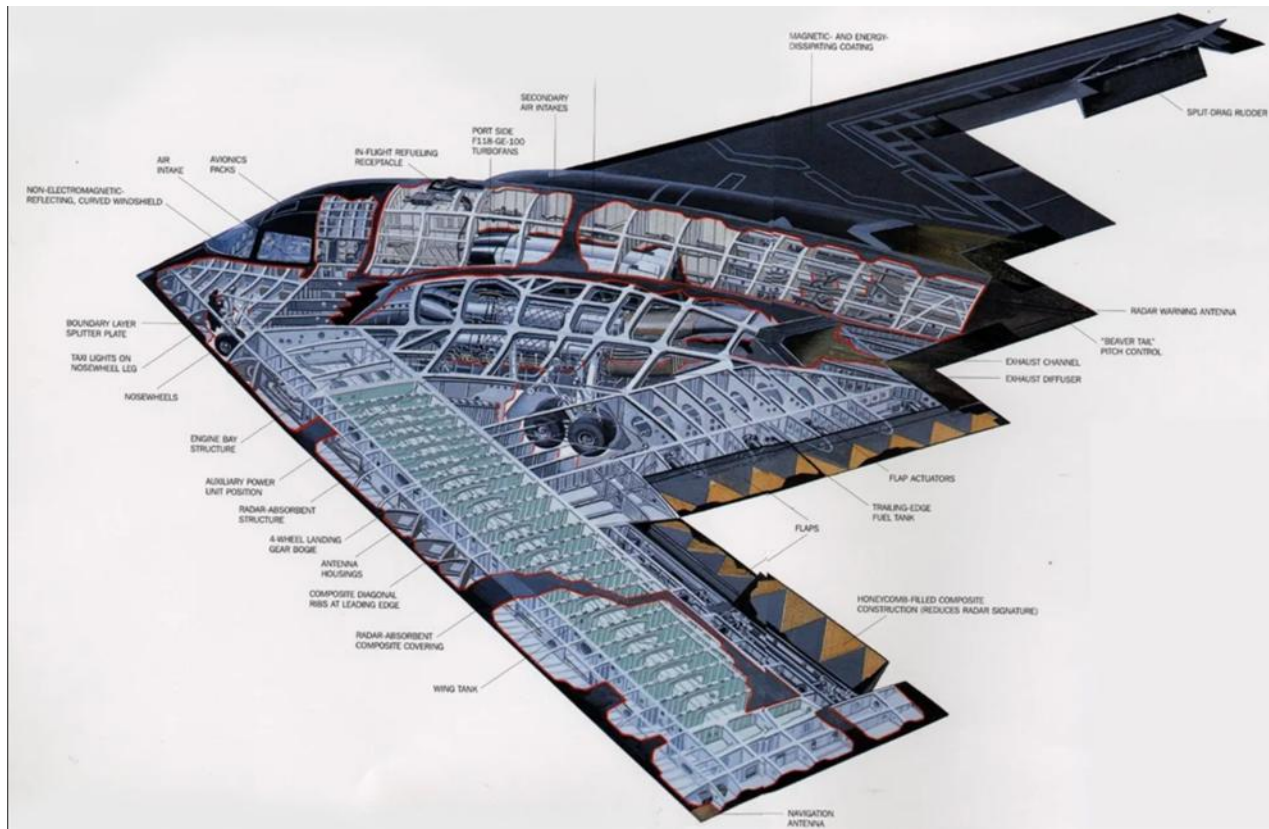 MAGNETIC- AND ENERGY-
DISSIPATING COATING
SECONDARY
AIR INTAKES
SPLIT-DRAG RUDDER
PORT SIDE
F118-GE-100
TURBOFANS
IN-FLIGHT REFUELING
RECEPTACLE
AIR
INTAKE
AVIONICS
PACKS
NON-ELECTROMAGNETIC-
REFLECTING, CURVED WINDSHIELD
RADAR WARNING ANTENNA
BOUNDARY LAYER
SPLITTER PLATE
"BEAVER TAIL"
PITCH CONTROL
TAXI LIGHTS ON
NOSEWHEEL LEG
EXHAUST CHANNEL
EXHAUST DIFFUSER
NOSEWHEELS
ENGINE BAY
STRUCTURE
FLAP ACTUATORS
AUXILIARY POWER
UNIT POSITION
TRAILING-EDGE
FUEL TANK
RADAR-ABSORBENT
STRUCTURE
FLAPS
4-WHEEL LANDING
GEAR BOGIE
ANTENNA
HOUSINGS
COMPOSITE DIAGONAL
RIBS AT LEADING EDGE
HONEYCOMB-FILLED COMPOSITE
CONSTRUCTION (REDUCES RADAR SIGNATURE)
RADAR-ABSORBENT
COMPOSITE COVERING
WING TANK
NAVIGATION
ANTENNA